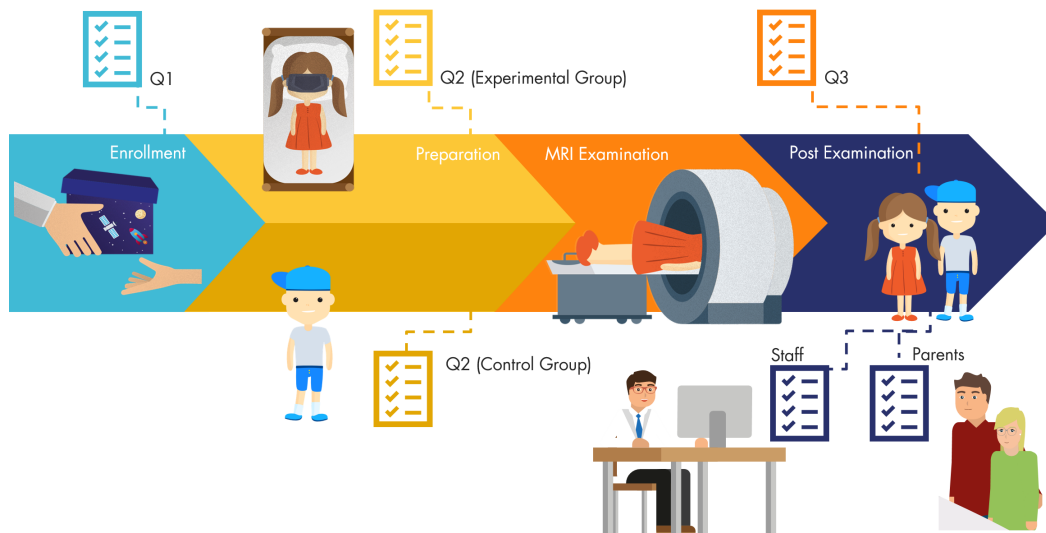 Q1
Q2 (Experimental Group)
Q3
Enrollment
Preparation
MRI Examination
Post Examination
Q2 (Control Group)
Staff
Parents